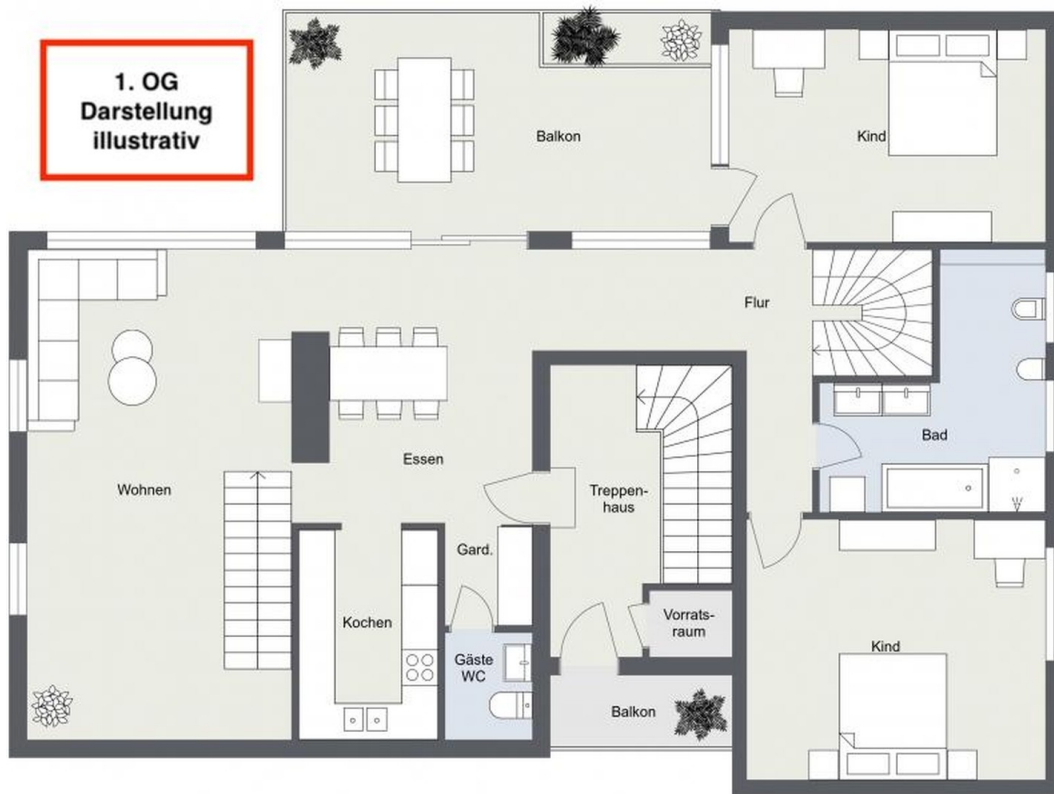 1. OG
Darstellung
illustrativ
Balkon
Kind
Flur
Essen
Wohnen
Treppen-
haus
Bad
Gard.
Kochen
Vorrats-
raum
Gäste
WC
Kind
Balkon